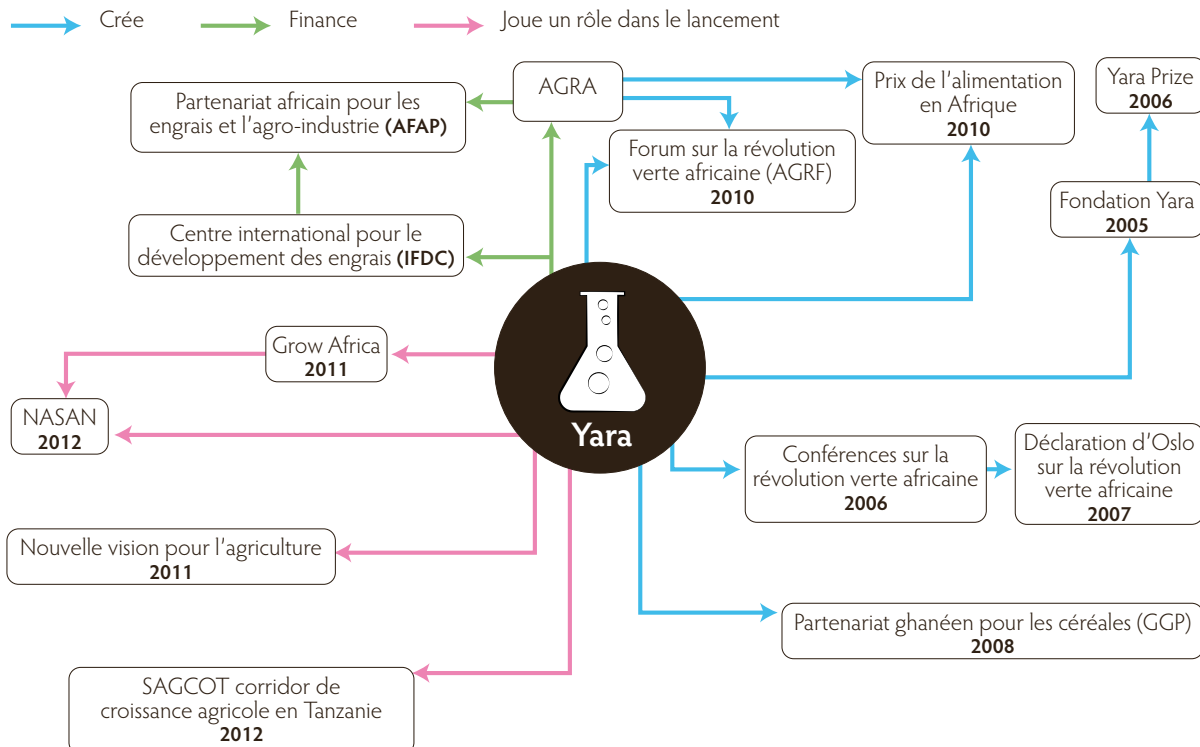 Crée
Finance
Joue un rôle dans le lancement
AGRA
Prix de l'alimentation
en Afrique
2010
Yara Prize
2006
Partenariat africain pour les
engrais et l'agro-industrie (AFAP)
Forum sur la révolution
verte africaine (AGRF)
2010
Fondation Yara
2005
Centre international pour le
développement des engrais (IFDC)
Grow Africa
2011
NASAN
2012
Yara
Conférences sur la
révolution verte africaine
2006
Déclaration d'Oslo
sur la révolution
verte africaine
2007
Nouvelle vision pour l'agriculture
2011
Partenariat ghanéen pour les céréales (GGP)
2008
SAGCOT corridor de
croissance agricole en Tanzanie
2012